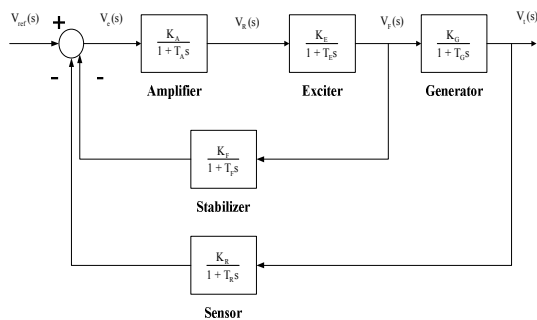 V_ref(s) + V_e(s) V_R(s) V_F(s) V_t(s)
K_A / 1 + T_A s
K_E / 1 + T_E s
K_G / 1 + T_G s
- -
Amplifier Exciter Generator
K_F / 1 + T_F s
Stabilizer
K_R / 1 + T_R s
Sensor